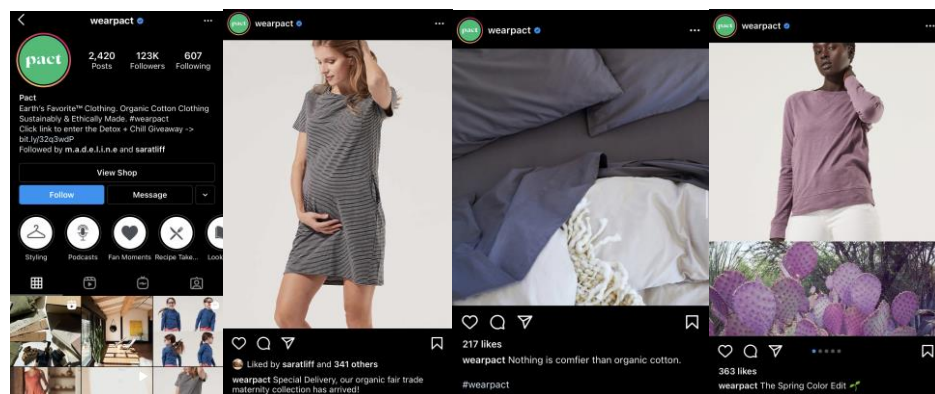 wearpact
pact
2,420 123K 607
Posts Followers Following
Pact
Earth's Favorite™ Clothing. Organic Cotton Clothing
Sustainably & Ethically Made. #wearpact
Click link to enter the Detox + Chill Giveaway ->
bit.ly/32q3wdP
Followed by m.a.d.e.l.i.n.e and saratliff
View Shop
Follow Message
Styling Podcasts Fan Moments Recipe Take... Look
pact wearpact
Liked by saratliff and 341 others
wearpact Special Delivery, our organic fair trade
maternity collection has arrived!
pact wearpact
217 likes
wearpact Nothing is comfier than organic cotton.
#wearpact
pact wearpact
363 likes
wearpact The Spring Color Edit 🌱